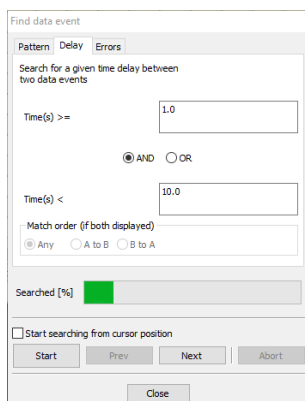 Find data event
Pattern Delay Errors
Search for a given time delay between
two data events
Time(s) >= 1.0
AND OR
Time(s) < 10.0
Match order (if both displayed)
Any A to B B to A
Searched [%]
Start searching from cursor position
Start Prev Next Abort
Close